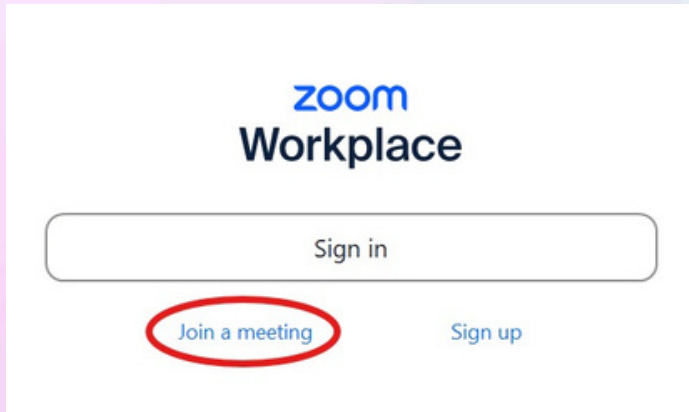 zoom
Workplace
Sign in
Join a meeting
Sign up